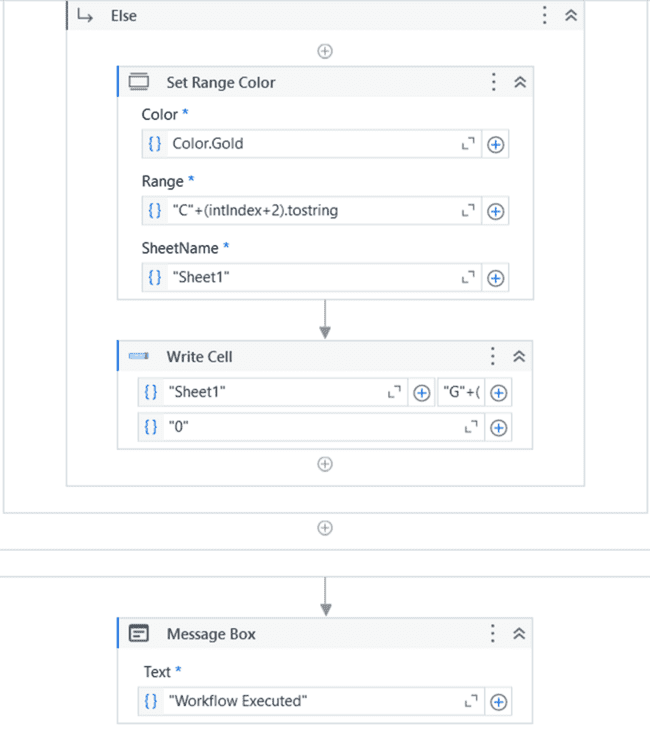 Else
Set Range Color
Color *
{} Color.Gold
Range *
{} "C"+(intIndex+2).tostring
SheetName *
{} "Sheet1"
Write Cell
{} "Sheet1" "G"+(
{} "0"
Message Box
Text *
{} "Workflow Executed"